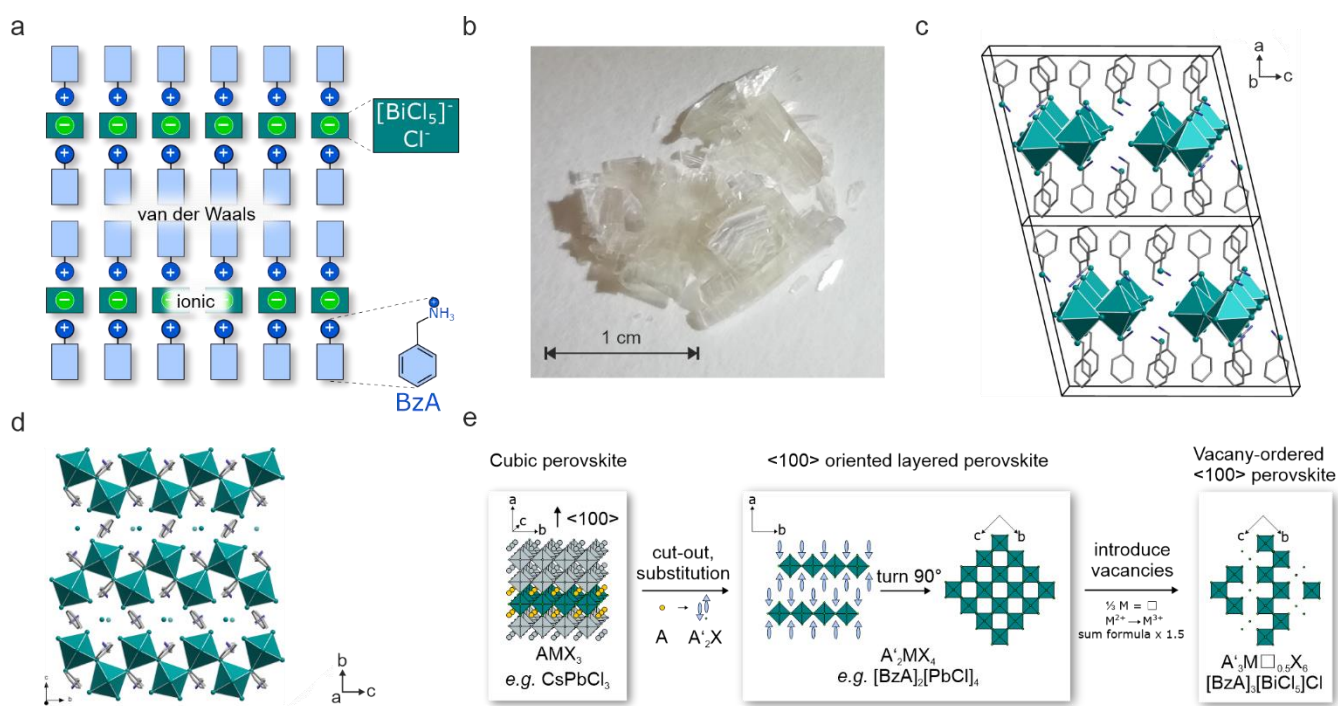 a
[BiCl₅]⁻
Cl⁻
van der Waals
ionic
NH₃
BzA
b
1 cm
c
a
b
c
d
c
a
b
b
a
c
e
Cubic perovskite
a
c
b
<100>
AMX₃
e.g. CsPbCl₃
cut-out,
substitution
A → A'₂X
<100> oriented layered perovskite
a
b
turn 90°
c b
A'₂MX₄
e.g. [BzA]₂[PbCl]₄
introduce
vacancies
⅓ M = □
M²⁺→M³⁺
sum formula x 1.5
Vacany-ordered
<100> perovskite
c b
A'₃M□₀.₅X₆
[BzA]₃[BiCl₅]Cl